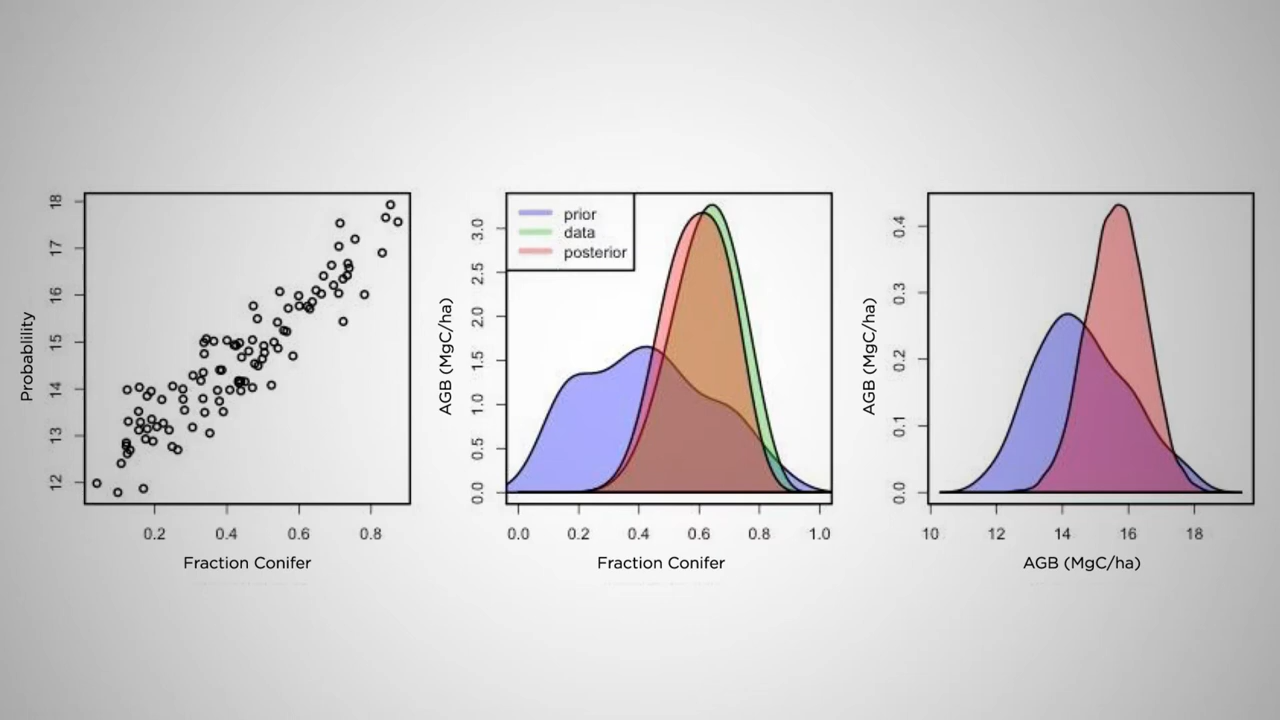 Probablility
18
17
16
15
14
13
12
0.2 0.4 0.6 0.8
Fraction Conifer
prior
data
posterior
AGB (MgC/ha)
3.0
2.5
2.0
1.5
1.0
0.5
0.0
0.0 0.2 0.4 0.6 0.8 1.0
Fraction Conifer
AGB (MgC/ha)
0.4
0.3
0.2
0.1
0.0
10 12 14 16 18
AGB (MgC/ha)